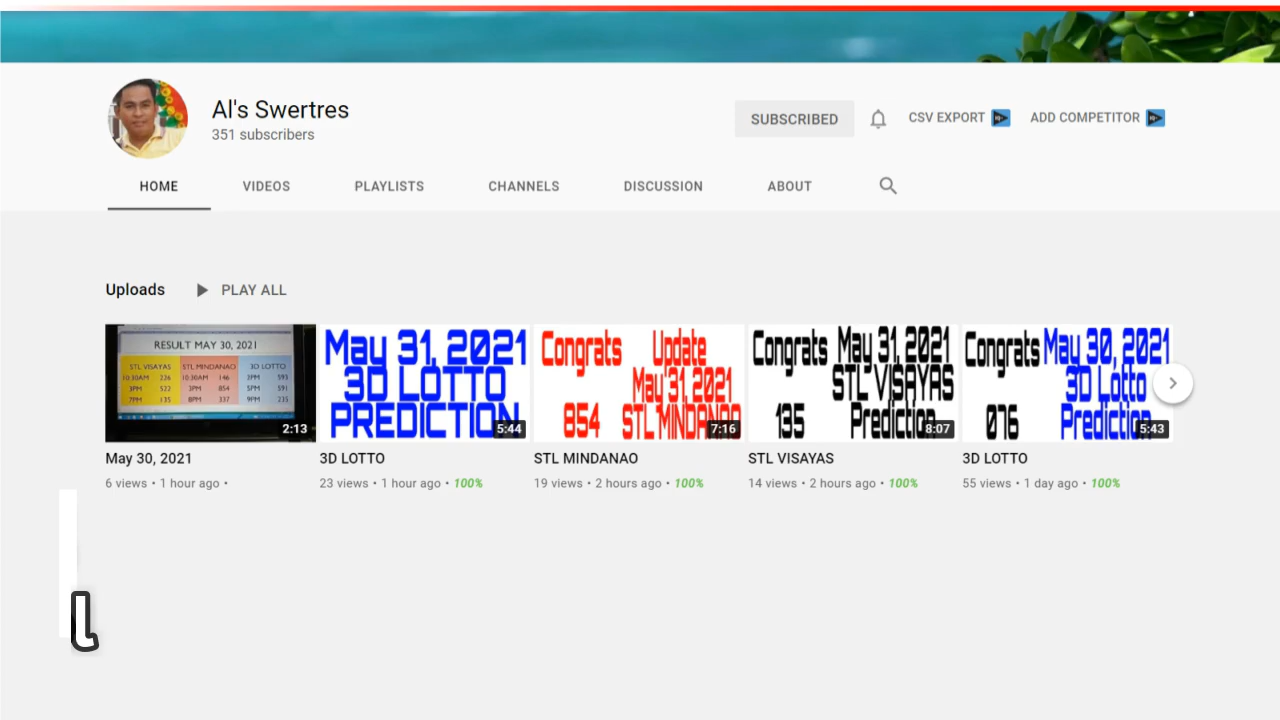 Al's Swertres
351 subscribers
SUBSCRIBED
CSV EXPORT
ADD COMPETITOR
HOME VIDEOS PLAYLISTS CHANNELS DISCUSSION ABOUT
Uploads PLAY ALL
RESULT MAY 30, 2021
STL VISAYAS STL MINDANAO 3D LOTTO
10:30AM 226 10:30AM 146 2PM 593
3PM 522 3PM 854 5PM 591
7PM 135 8PM 337 9PM 235
2:13
May 31, 2021
3D LOTTO
PREDICTION
5:44
Congrats
854
Update
May 31, 2021
STL MINDANAO
7:16
Congrats
135
May 31, 2021
STL VISAYAS
Prediction
8:07
Congrats
076
May 30, 2021
3D Lotto
Prediction
5:43
May 30, 2021
6 views • 1 hour ago •
3D LOTTO
23 views • 1 hour ago • 100%
STL MINDANAO
19 views • 2 hours ago • 100%
STL VISAYAS
14 views • 2 hours ago • 100%
3D LOTTO
55 views • 1 day ago • 100%